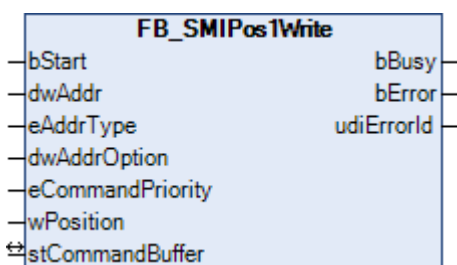 FB_SMIPos1Write
bStart bBusy
dwAddr bError
eAddrType udiErrorId
dwAddrOption
eCommandPriority
wPosition
stCommandBuffer